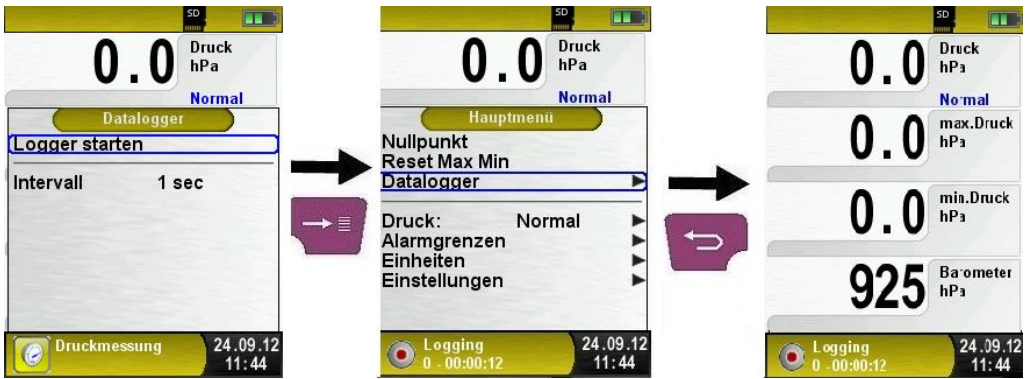 SD
0.0 Druck
hPa
Normal
Datalogger
Logger starten
Intervall 1 sec
Druckmessung 24.09.12
11:44
SD
0.0 Druck
hPa
Normal
Hauptmenü
Nullpunkt
Reset Max Min
Datalogger
Druck: Normal
Alarmgrenzen
Einheiten
Einstellungen
Logging 24.09.12
0 - 00:00:12 11:44
SD
0.0 Druck
hPa
Normal
0.0 max.Druck
hPa
0.0 min.Druck
hPa
925 Barometer
hPa
Logging 24.09.12
0 -00:00:12 11:44